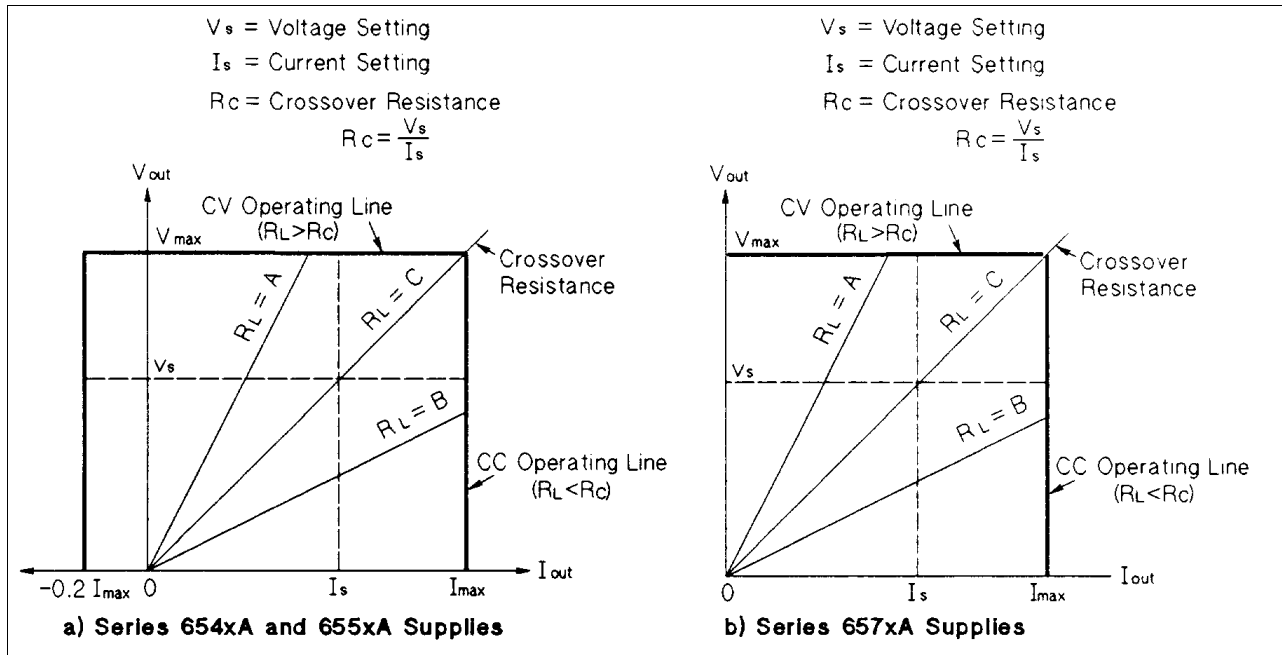 Vs = Voltage Setting
Is = Current Setting
Rc = Crossover Resistance
Rc = Vs/Is
Vout
CV Operating Line
(RL>Rc)
Vmax
Crossover
Resistance
RL = A
RL = C
Vs
RL = B
CC Operating Line
(RL<Rc)
-0.2 Imax 0 Is Imax Iout
a) Series 654xA and 655xA Supplies
Vs = Voltage Setting
Is = Current Setting
Rc = Crossover Resistance
Rc = Vs/Is
Vout
CV Operating Line
(RL>Rc)
Vmax
Crossover
Resistance
RL = A
RL = C
Vs
RL = B
CC Operating Line
(RL<Rc)
0 Is Imax Iout
b) Series 657xA Supplies